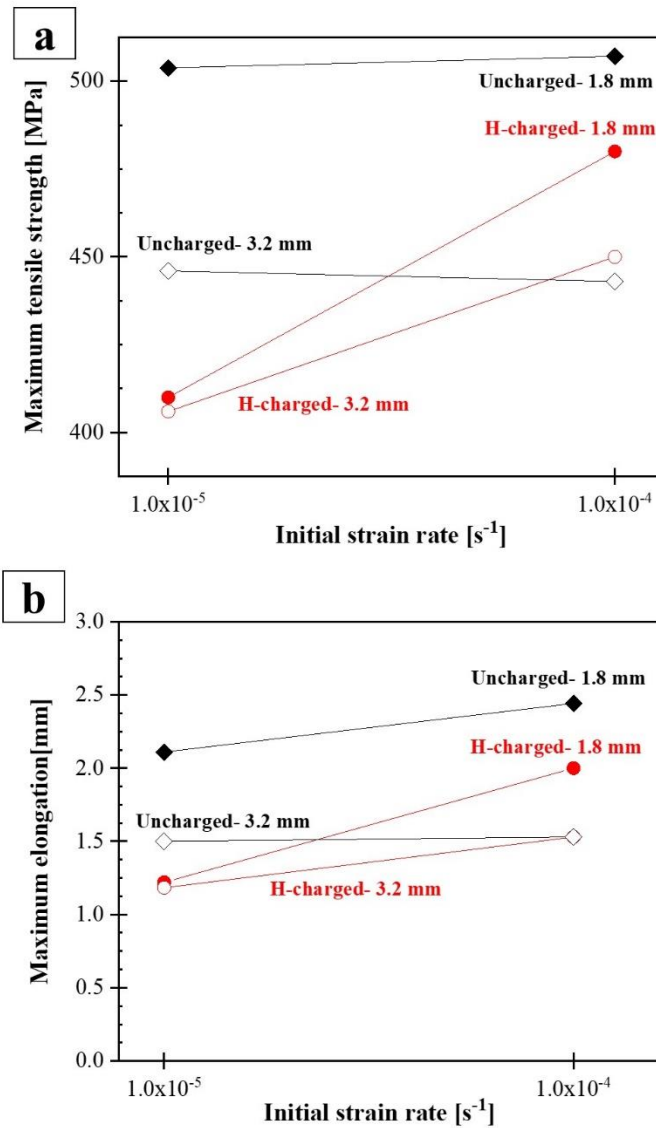 a
Maximum tensile strength [MPa]
500
450
400
Uncharged- 1.8 mm
H-charged- 1.8 mm
Uncharged- 3.2 mm
H-charged- 3.2 mm
1.0x10⁻⁵
1.0x10⁻⁴
Initial strain rate [s⁻¹]
b
Maximum elongation[mm]
3.0
2.5
2.0
1.5
1.0
0.5
0.0
Uncharged- 1.8 mm
H-charged- 1.8 mm
Uncharged- 3.2 mm
H-charged- 3.2 mm
1.0x10⁻⁵
1.0x10⁻⁴
Initial strain rate [s⁻¹]